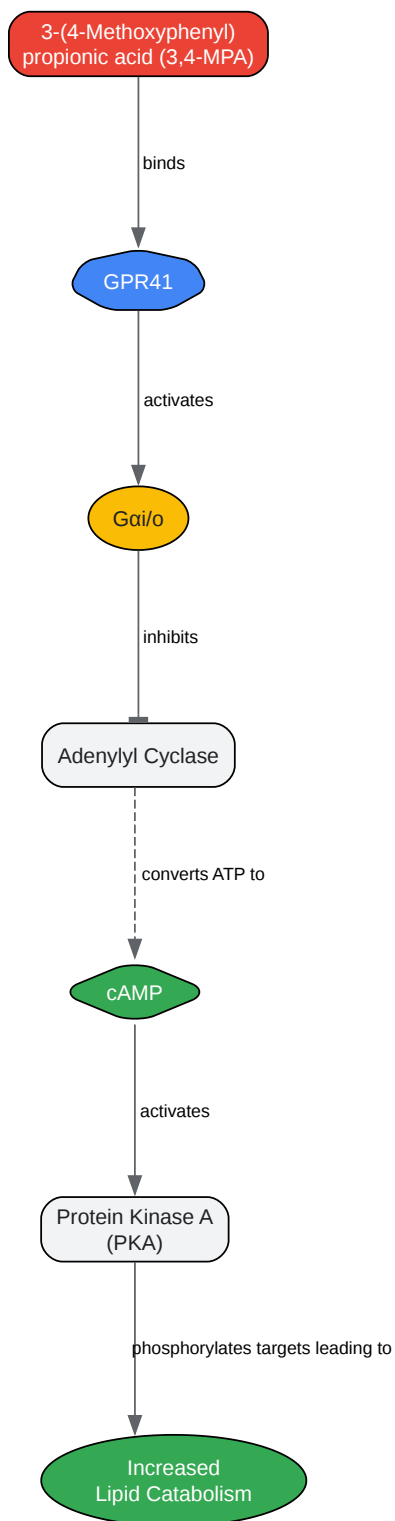 3-(4-Methoxyphenyl)
propionic acid (3,4-MPA)
binds
GPR41
activates
Gαi/o
inhibits
Adenylyl Cyclase
converts ATP to
cAMP
activates
Protein Kinase A
(PKA)
phosphorylates targets leading to
Increased
Lipid Catabolism